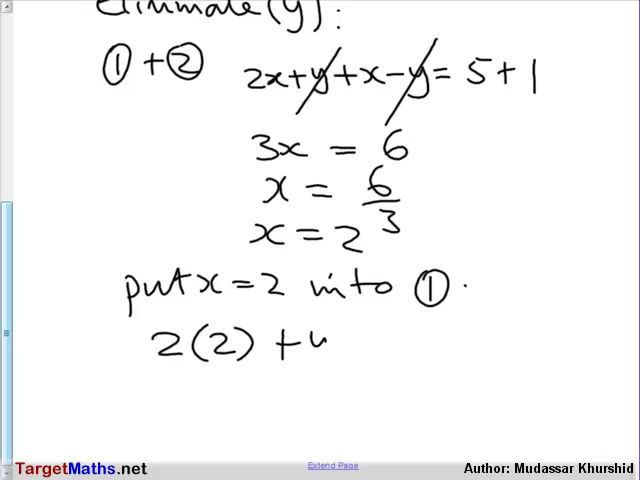 Eliminate (y):
① + ② 2x+y+x-y = 5+1
3x = 6
x = 6/3
x = 2
put x = 2 into ①.
2(2) +
TargetMaths.net Extend Page Author: Mudassar Khurshid